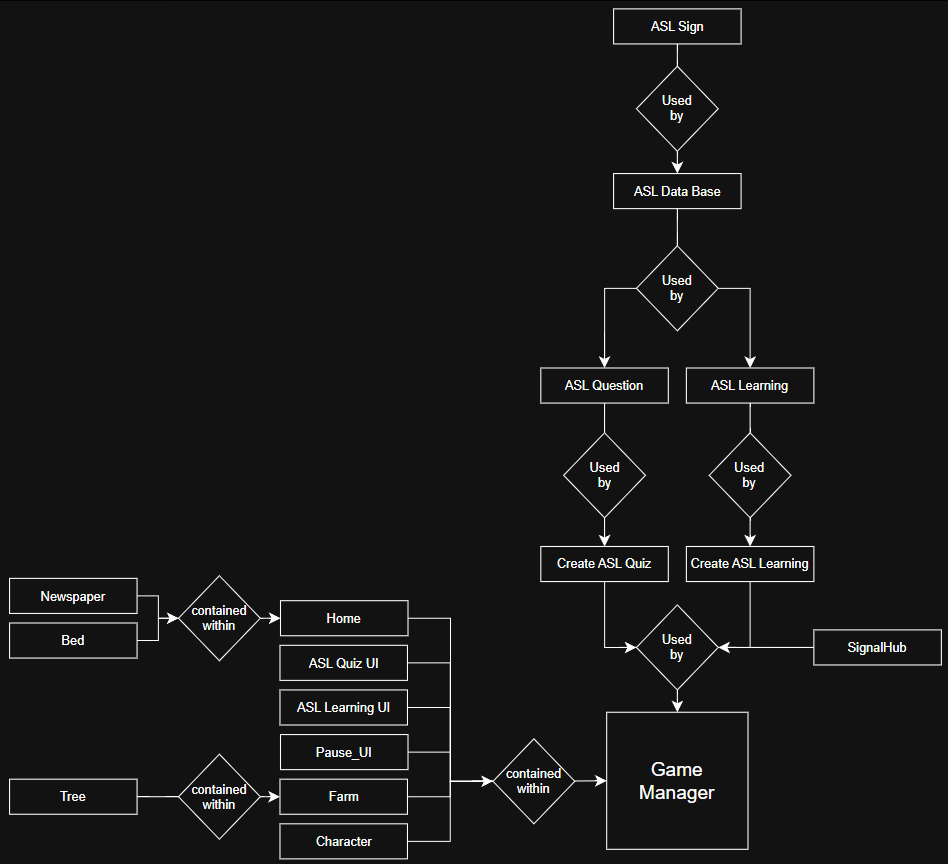 ASL Sign
Used
by
ASL Data Base
Used
by
ASL Question
ASL Learning
Used
by
Used
by
Create ASL Quiz
Create ASL Learning
Newspaper
Bed
contained
within
Home
ASL Quiz UI
ASL Learning UI
Pause_UI
Used
by
SignalHub
Tree
contained
within
Farm
Character
contained
within
Game
Manager